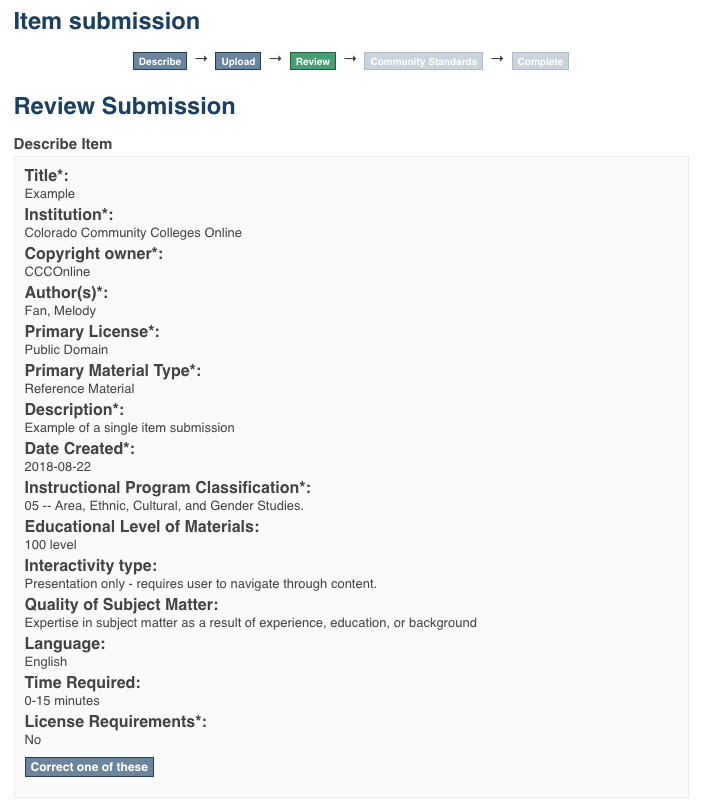 Item submission
Describe → Upload → Review → Community Standards → Complete
Review Submission
Describe Item
Title*:
Example
Institution*:
Colorado Community Colleges Online
Copyright owner*:
CCCOnline
Author(s)*:
Fan, Melody
Primary License*:
Public Domain
Primary Material Type*:
Reference Material
Description*:
Example of a single item submission
Date Created*:
2018-08-22
Instructional Program Classification*:
05 -- Area, Ethnic, Cultural, and Gender Studies.
Educational Level of Materials:
100 level
Interactivity type:
Presentation only - requires user to navigate through content.
Quality of Subject Matter:
Expertise in subject matter as a result of experience, education, or background
Language:
English
Time Required:
0-15 minutes
License Requirements*:
No
Correct one of these